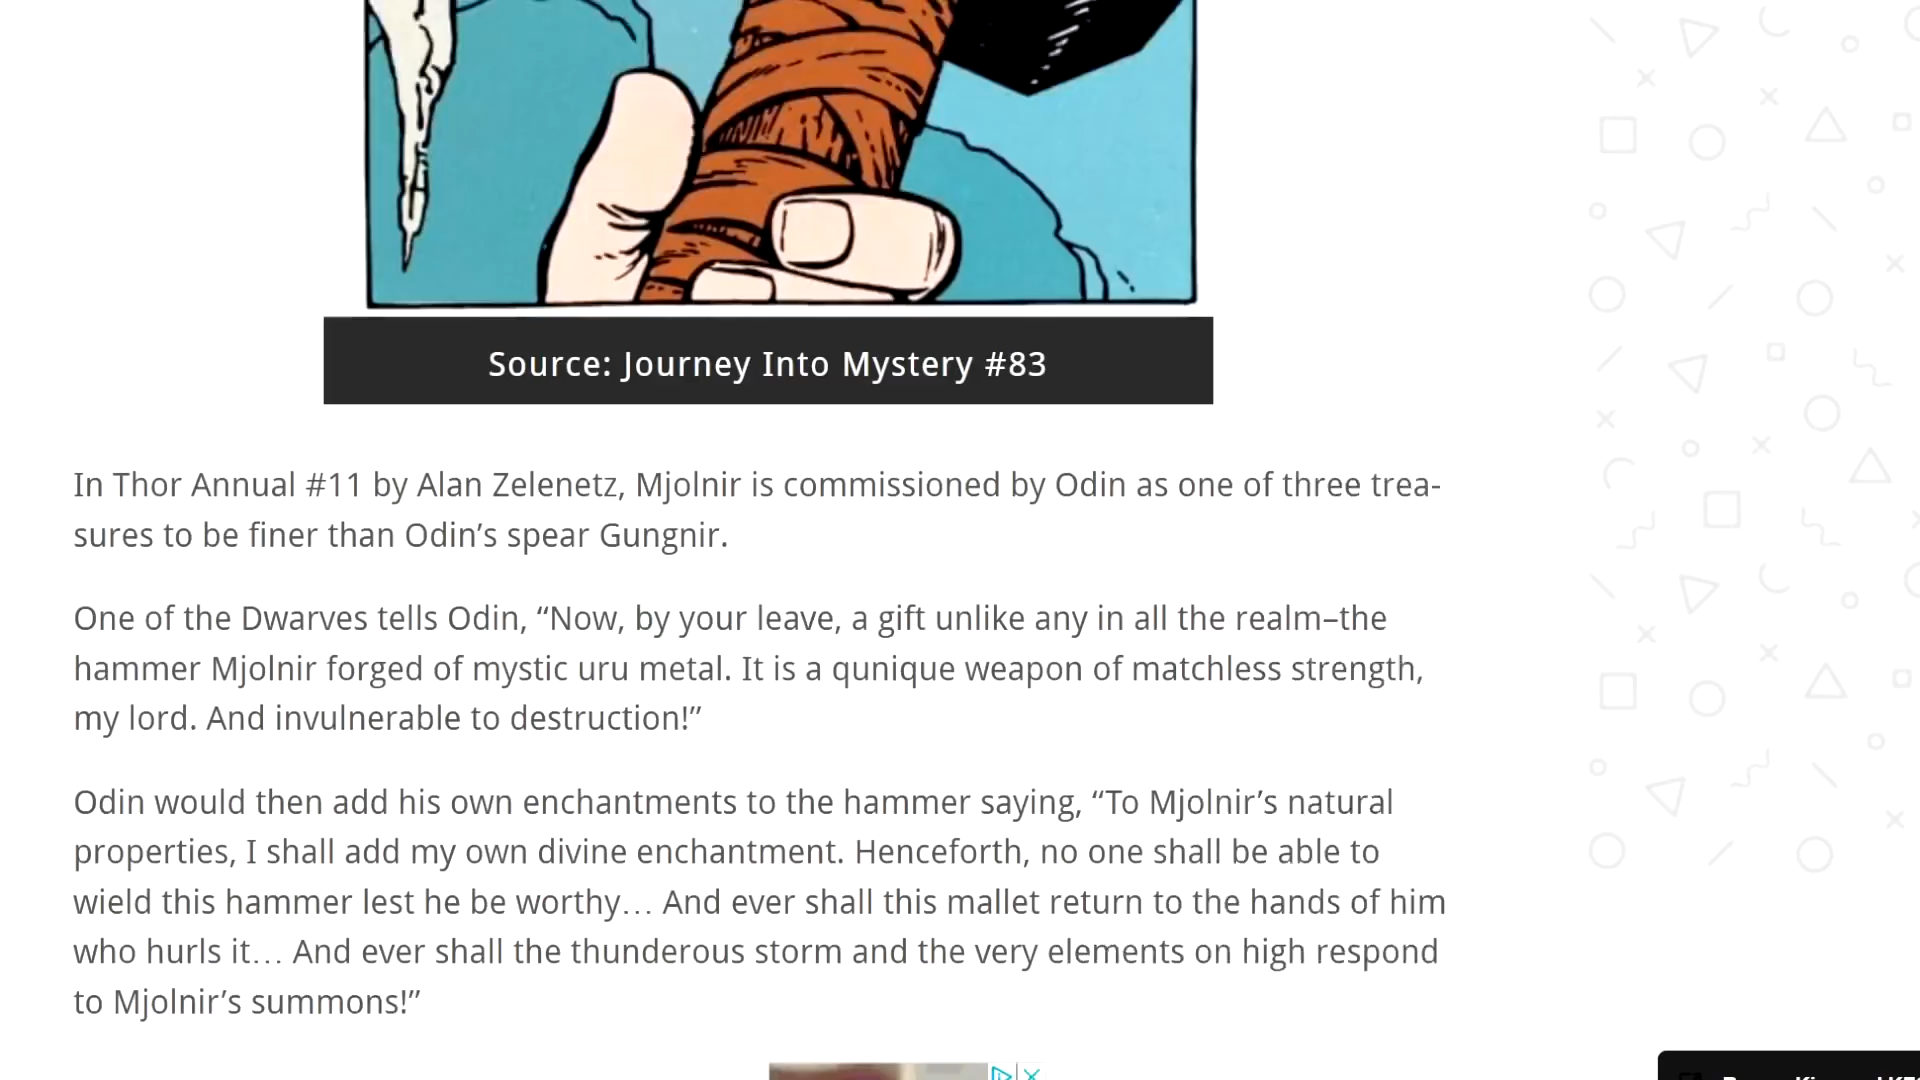 Source: Journey Into Mystery #83
In Thor Annual #11 by Alan Zelenetz, Mjolnir is commissioned by Odin as one of three trea-
sures to be finer than Odin’s spear Gungnir.
One of the Dwarves tells Odin, “Now, by your leave, a gift unlike any in all the realm–the
hammer Mjolnir forged of mystic uru metal. It is a qunique weapon of matchless strength,
my lord. And invulnerable to destruction!”
Odin would then add his own enchantments to the hammer saying, “To Mjolnir’s natural
properties, I shall add my own divine enchantment. Henceforth, no one shall be able to
wield this hammer lest he be worthy… And ever shall this mallet return to the hands of him
who hurls it… And ever shall the thunderous storm and the very elements on high respond
to Mjolnir’s summons!”